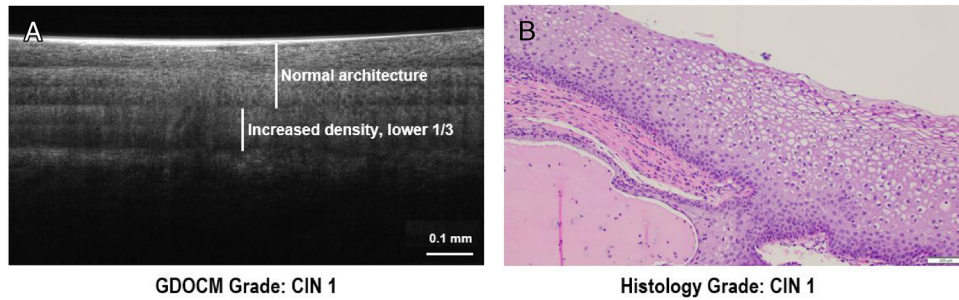 A
Normal architecture
Increased density, lower 1/3
0.1 mm
B
GDOCM Grade: CIN 1
Histology Grade: CIN 1